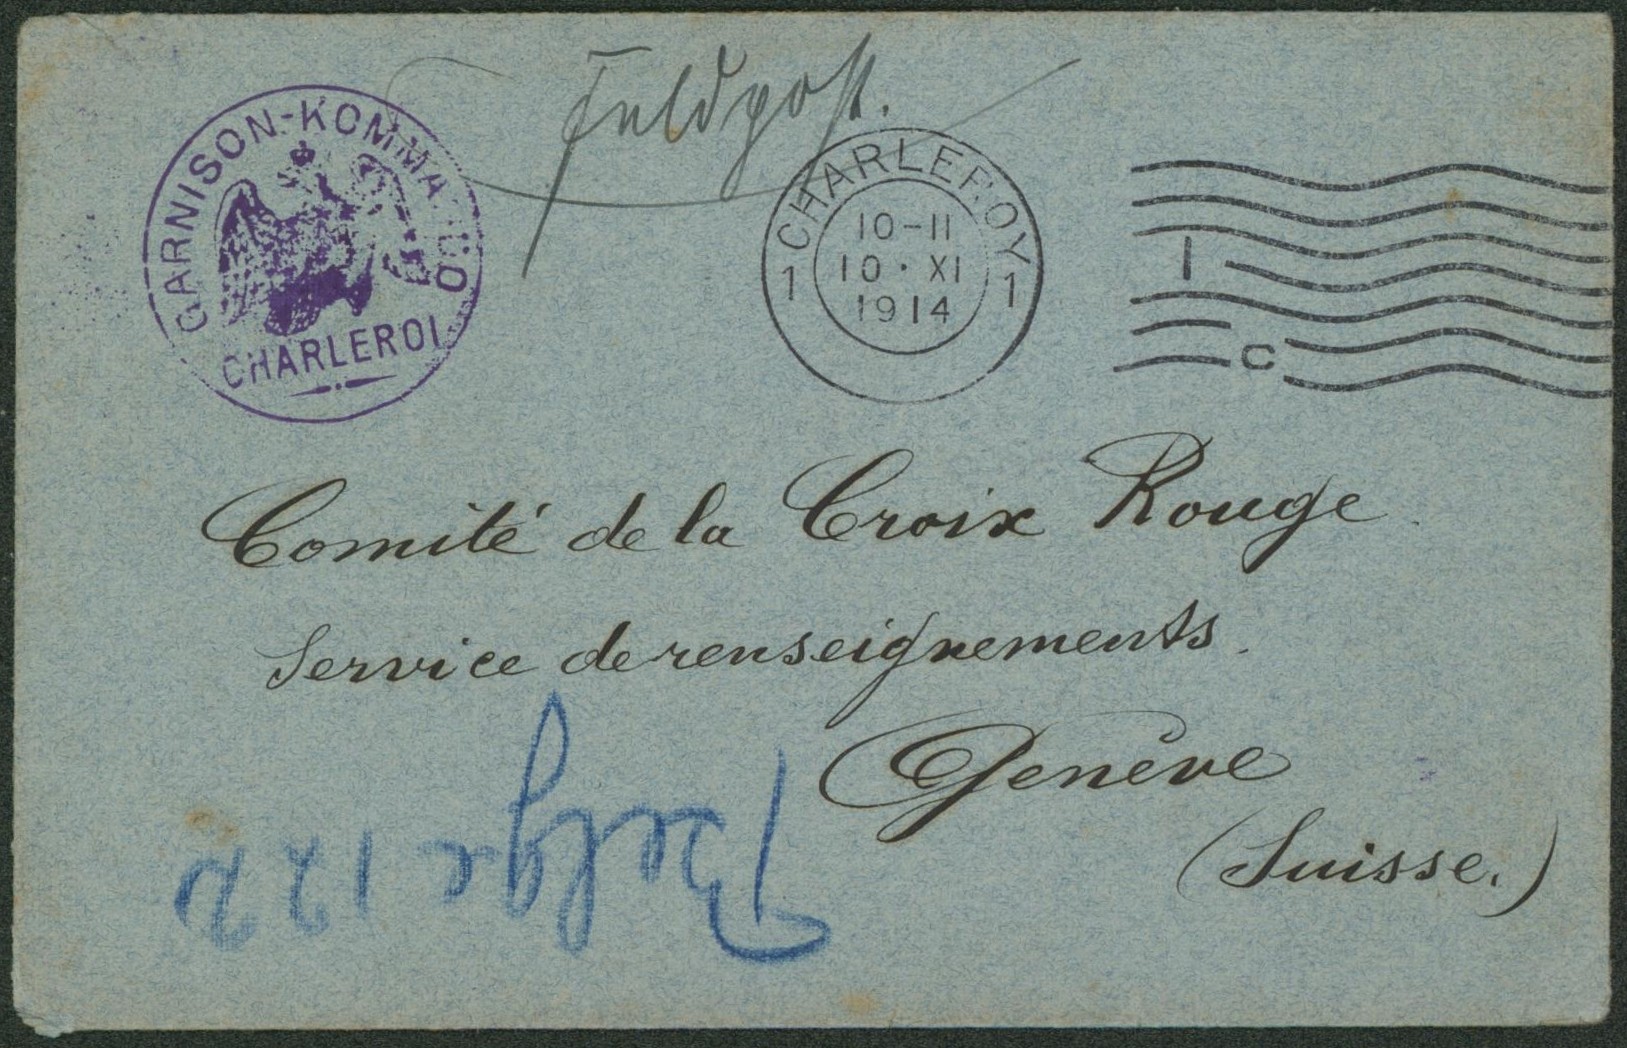 Feldpost.
GARNISON-KOMMANDO
CHARLEROI
CHARLEROY
1 1
10-11
10 · XI
1914
1
C
Comité de la Croix Rouge
Service de renseignements.
Genève
(Suisse.)
Belge